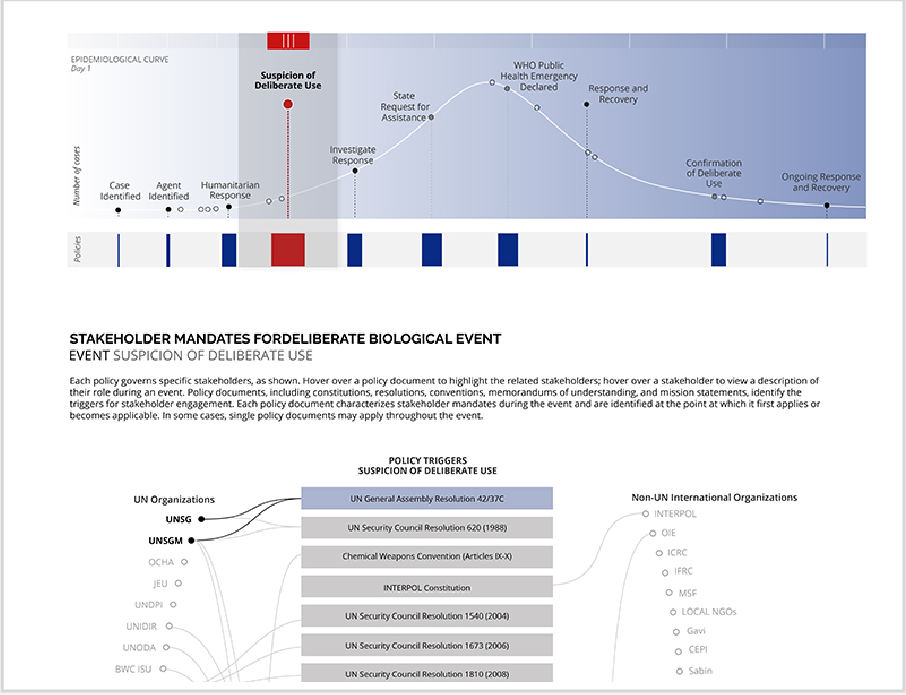 EPIDEMIOLOGICAL CURVE
Day 1
Number of cases
Case
Identified
Agent
Identified
Humanitarian
Response
Suspicion of
Deliberate Use
Investigate
Response
State
Request for
Assistance
WHO Public
Health Emergency
Declared
Response and
Recovery
Confirmation
of Deliberate
Use
Ongoing Response
and Recovery
Policies
STAKEHOLDER MANDATES FORDELIBERATE BIOLOGICAL EVENT
EVENT SUSPICION OF DELIBERATE USE
Each policy governs specific stakeholders, as shown. Hover over a policy document to highlight the related stakeholders; hover over a stakeholder to view a description of
their role during an event. Policy documents, including constitutions, resolutions, conventions, memorandums of understanding, and mission statements, identify the
triggers for stakeholder engagement. Each policy document characterizes stakeholder mandates during the event and are identified at the point at which it first applies or
becomes applicable. In some cases, single policy documents may apply throughout the event.
POLICY TRIGGERS
SUSPICION OF DELIBERATE USE
UN Organizations
UNSG
UNSGM
OCHA
JEU
UNDPI
UNIDIR
UNODA
BWC ISU
UN General Assembly Resolution 42/37C
UN Security Council Resolution 620 (1988)
Chemical Weapons Convention (Articles IX-X)
INTERPOL Constitution
UN Security Council Resolution 1540 (2004)
UN Security Council Resolution 1673 (2006)
UN Security Council Resolution 1810 (2008)
Non-UN International Organizations
INTERPOL
OIE
ICRC
IFRC
MSF
LOCAL NGOs
Gavi
CEPI
Sabin